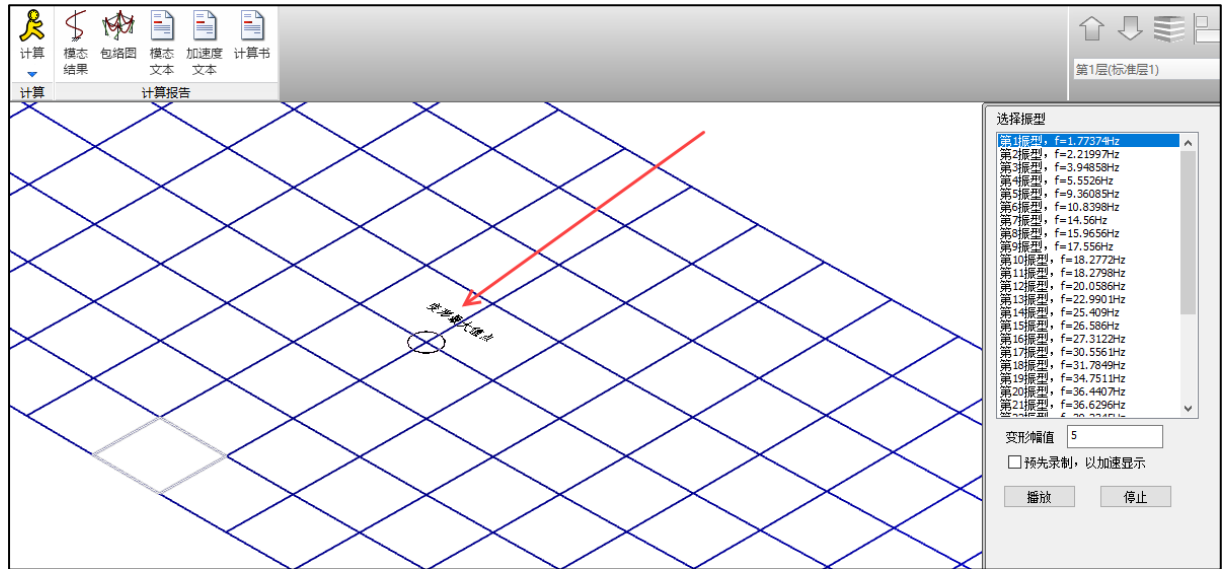 计算
模态结果
包络图
模态文本
加速度文本
计算书
计算
计算报告
第1层(标准层1)
变形最大值点
选择振型
第1振型，f=1.77374Hz
第2振型，f=2.21997Hz
第3振型，f=3.94858Hz
第4振型，f=5.5526Hz
第5振型，f=9.36085Hz
第6振型，f=10.8398Hz
第7振型，f=14.56Hz
第8振型，f=15.9656Hz
第9振型，f=17.556Hz
第10振型，f=18.2772Hz
第11振型，f=18.2798Hz
第12振型，f=20.0586Hz
第13振型，f=22.9901Hz
第14振型，f=25.409Hz
第15振型，f=26.586Hz
第16振型，f=27.3122Hz
第17振型，f=30.5561Hz
第18振型，f=31.7849Hz
第19振型，f=34.7511Hz
第20振型，f=36.4407Hz
第21振型，f=36.6296Hz
变形幅值 5
预先录制，以加速显示
播放 停止